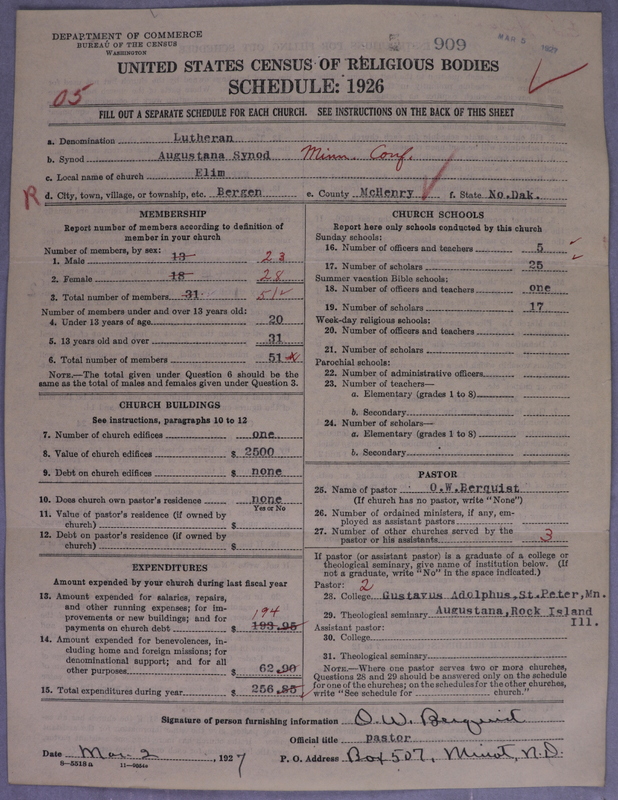 DEPARTMENT OF COMMERCE
BUREAU OF THE CENSUS
WASHINGTON
909
MAR 5 1927
UNITED STATES CENSUS OF RELIGIOUS BODIES
SCHEDULE: 1926
05
FILL OUT A SEPARATE SCHEDULE FOR EACH CHURCH. SEE INSTRUCTIONS ON THE BACK OF THIS SHEET
a. Denomination Lutheran
b. Synod Augustana Synod Minn. Conf.
c. Local name of church Elim
R d. City, town, village, or township, etc. Bergen e. County McHenry f. State No.Dak.
MEMBERSHIP
Report number of members according to definition of
member in your church
Number of members, by sex:
1. Male 13 23
2. Female 18 28
3. Total number of members 31 51
Number of members under and over 13 years old:
4. Under 13 years of age 20
5. 13 years old and over 31
6. Total number of members 51 x
NOTE.—The total given under Question 6 should be the
same as the total of males and females given under Question 3.
CHURCH BUILDINGS
See instructions, paragraphs 10 to 12
7. Number of church edifices one
8. Value of church edifices $ 2500
9. Debt on church edifices $ none
10. Does church own pastor's residence none
Yes or No
11. Value of pastor's residence (if owned by
church) $
12. Debt on pastor's residence (if owned by
church) $
EXPENDITURES
Amount expended by your church during last fiscal year
13. Amount expended for salaries, repairs,
and other running expenses; for im-
provements or new buildings; and for 194
payments on church debt $ 193.95
14. Amount expended for benevolences, in-
cluding home and foreign missions; for
denominational support; and for all
other purposes $ 62.90
15. Total expenditures during year $ 256.85
CHURCH SCHOOLS
Report here only schools conducted by this church
Sunday schools:
16. Number of officers and teachers 5
17. Number of scholars 25
Summer vacation Bible schools:
18. Number of officers and teachers one
19. Number of scholars 17
Week-day religious schools:
20. Number of officers and teachers
21. Number of scholars
Parochial schools:
22. Number of administrative officers
23. Number of teachers—
a. Elementary (grades 1 to 8)
b. Secondary
24. Number of scholars—
a. Elementary (grades 1 to 8)
b. Secondary
PASTOR
25. Name of pastor O.W.Berquist
(If church has no pastor, write "None")
26. Number of ordained ministers, if any, em-
ployed as assistant pastors
27. Number of other churches served by the
pastor or his assistants 3
If pastor (or assistant pastor) is a graduate of a college or
theological seminary, give name of institution below. (If
not a graduate, write "No" in the space indicated.)
Pastor: 2
28. College Gustavus Adolphus, St.Peter, Mn.
29. Theological seminary Augustana, Rock Island
Ill.
Assistant pastor:
30. College
31. Theological seminary
NOTE.—Where one pastor serves two or more churches,
Questions 28 and 29 should be answered only on the schedule
for one of the churches; on the schedules for the other churches,
write "See schedule for church."
Signature of person furnishing information O. W. Berquist
Official title pastor
Date Mar. 2, 1927 P. O. Address Box 507, Minot, N.D.
8-5518a